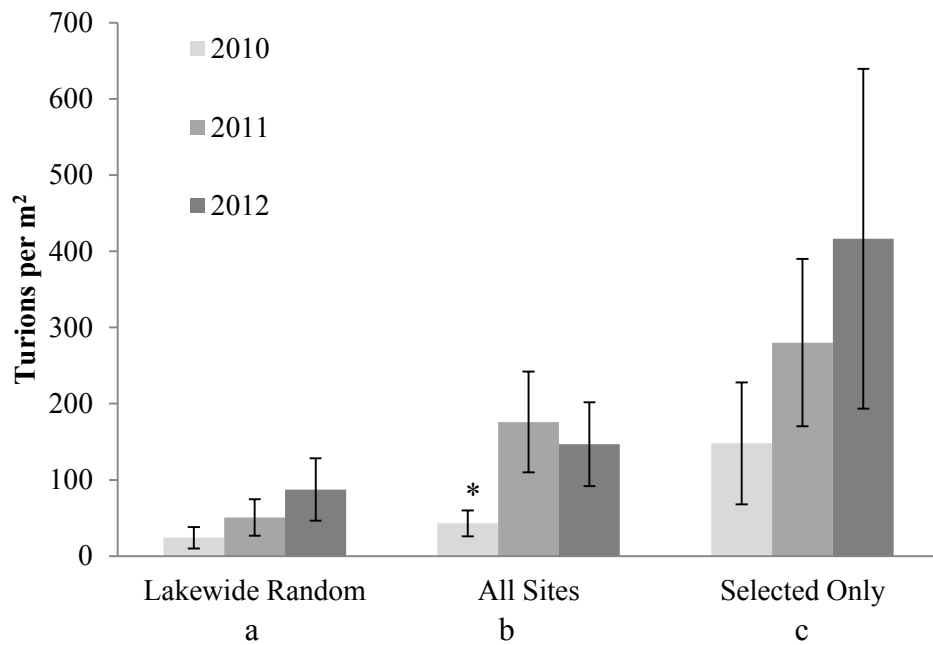 Turions per m²
700
600
500
400
300
200
100
0
2010
2011
2012
*
Lakewide Random
All Sites
Selected Only
a
b
c